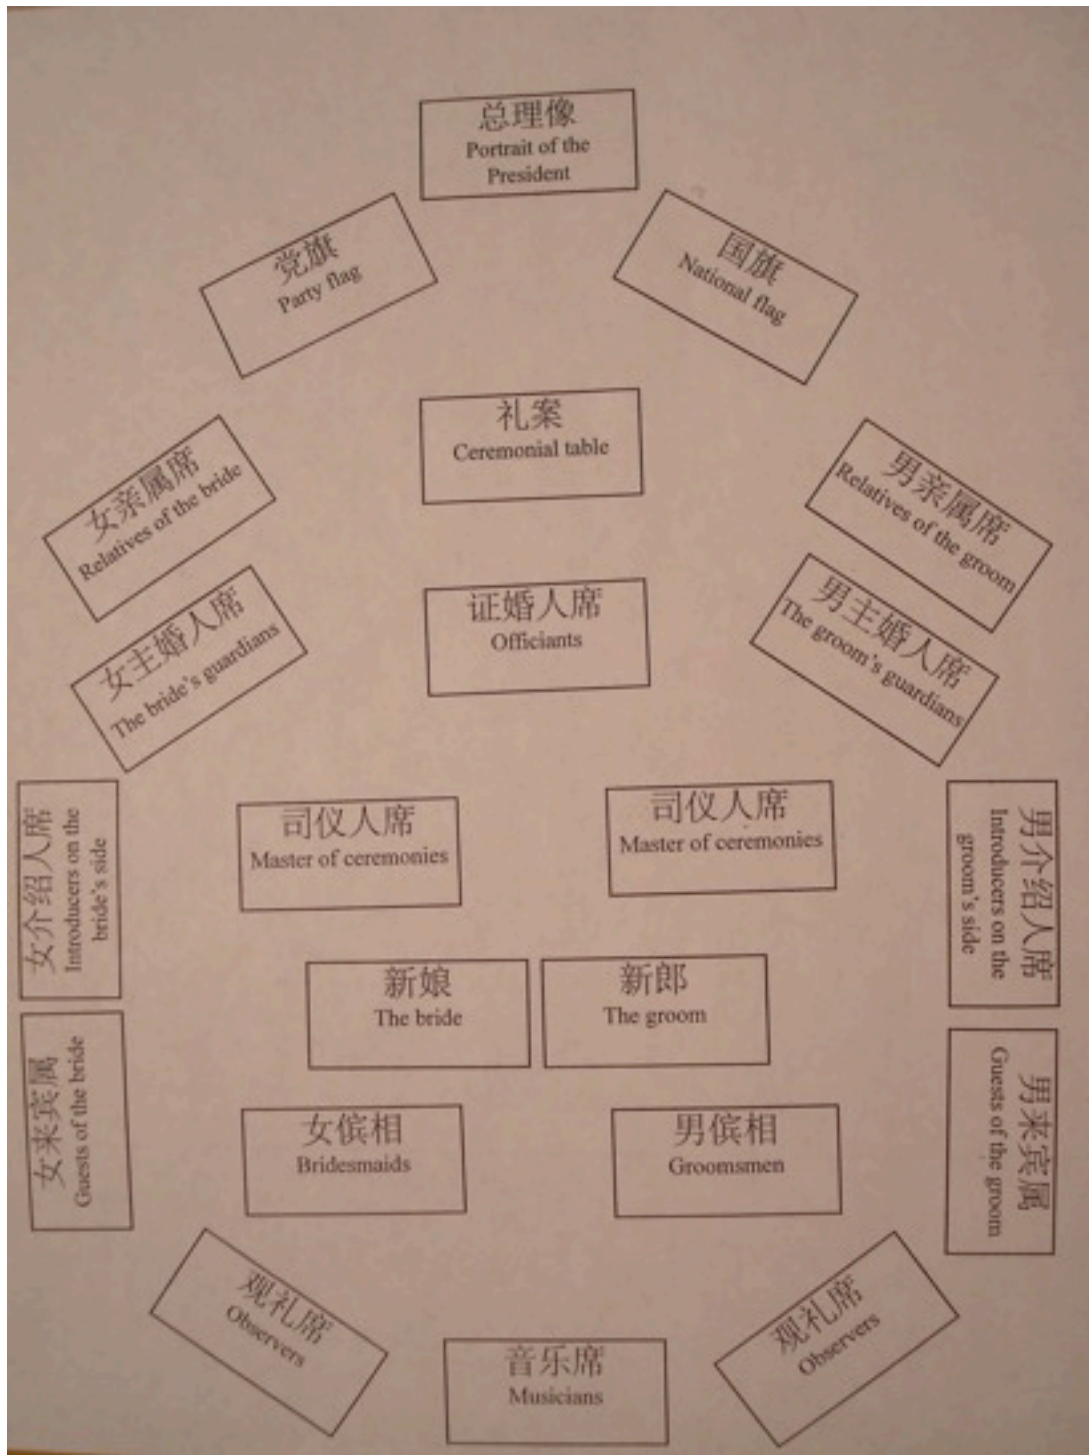 总理像
Portrait of the
President
党旗
Party flag
国旗
National flag
礼案
Ceremonial table
女亲属席
Relatives of the bride
男亲属席
Relatives of the groom
女主婚人席
The bride's guardians
证婚人席
Officiants
男主婚人席
The groom's guardians
女介绍人席
Introducers on the
bride's side
司仪人席
Master of ceremonies
司仪人席
Master of ceremonies
男介绍人席
Introducers on the
groom's side
新娘
The bride
新郎
The groom
女来宾属
Guests of the bride
女傧相
Bridesmaids
男傧相
Groomsmen
男来宾属
Guests of the groom
观礼席
Observers
音乐席
Musicians
观礼席
Observers